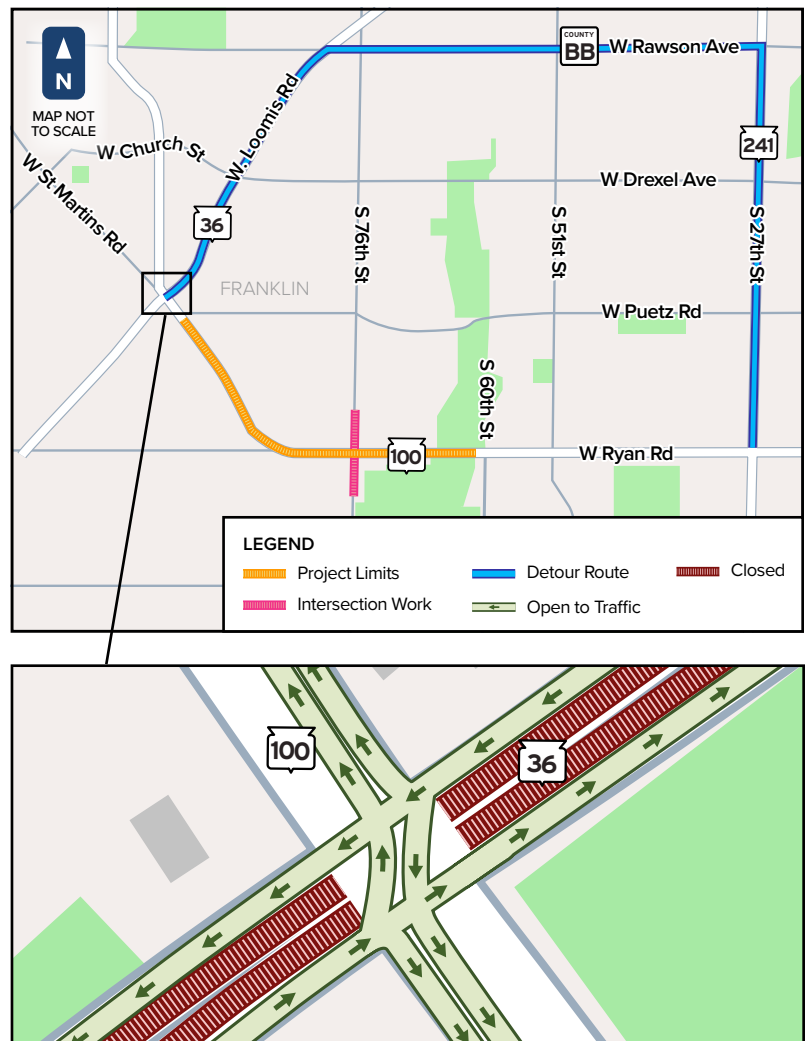 N
MAP NOT
TO SCALE
COUNTY
BB
W Rawson Ave
W. Loomis Rd
241
W Church St
W St Martins Rd
W Drexel Ave
36
S 76th St
S 51st St
S 27th St
FRANKLIN
W Puetz Rd
S 60th St
100
W Ryan Rd
LEGEND
Project Limits
Detour Route
Closed
Intersection Work
Open to Traffic
100
36